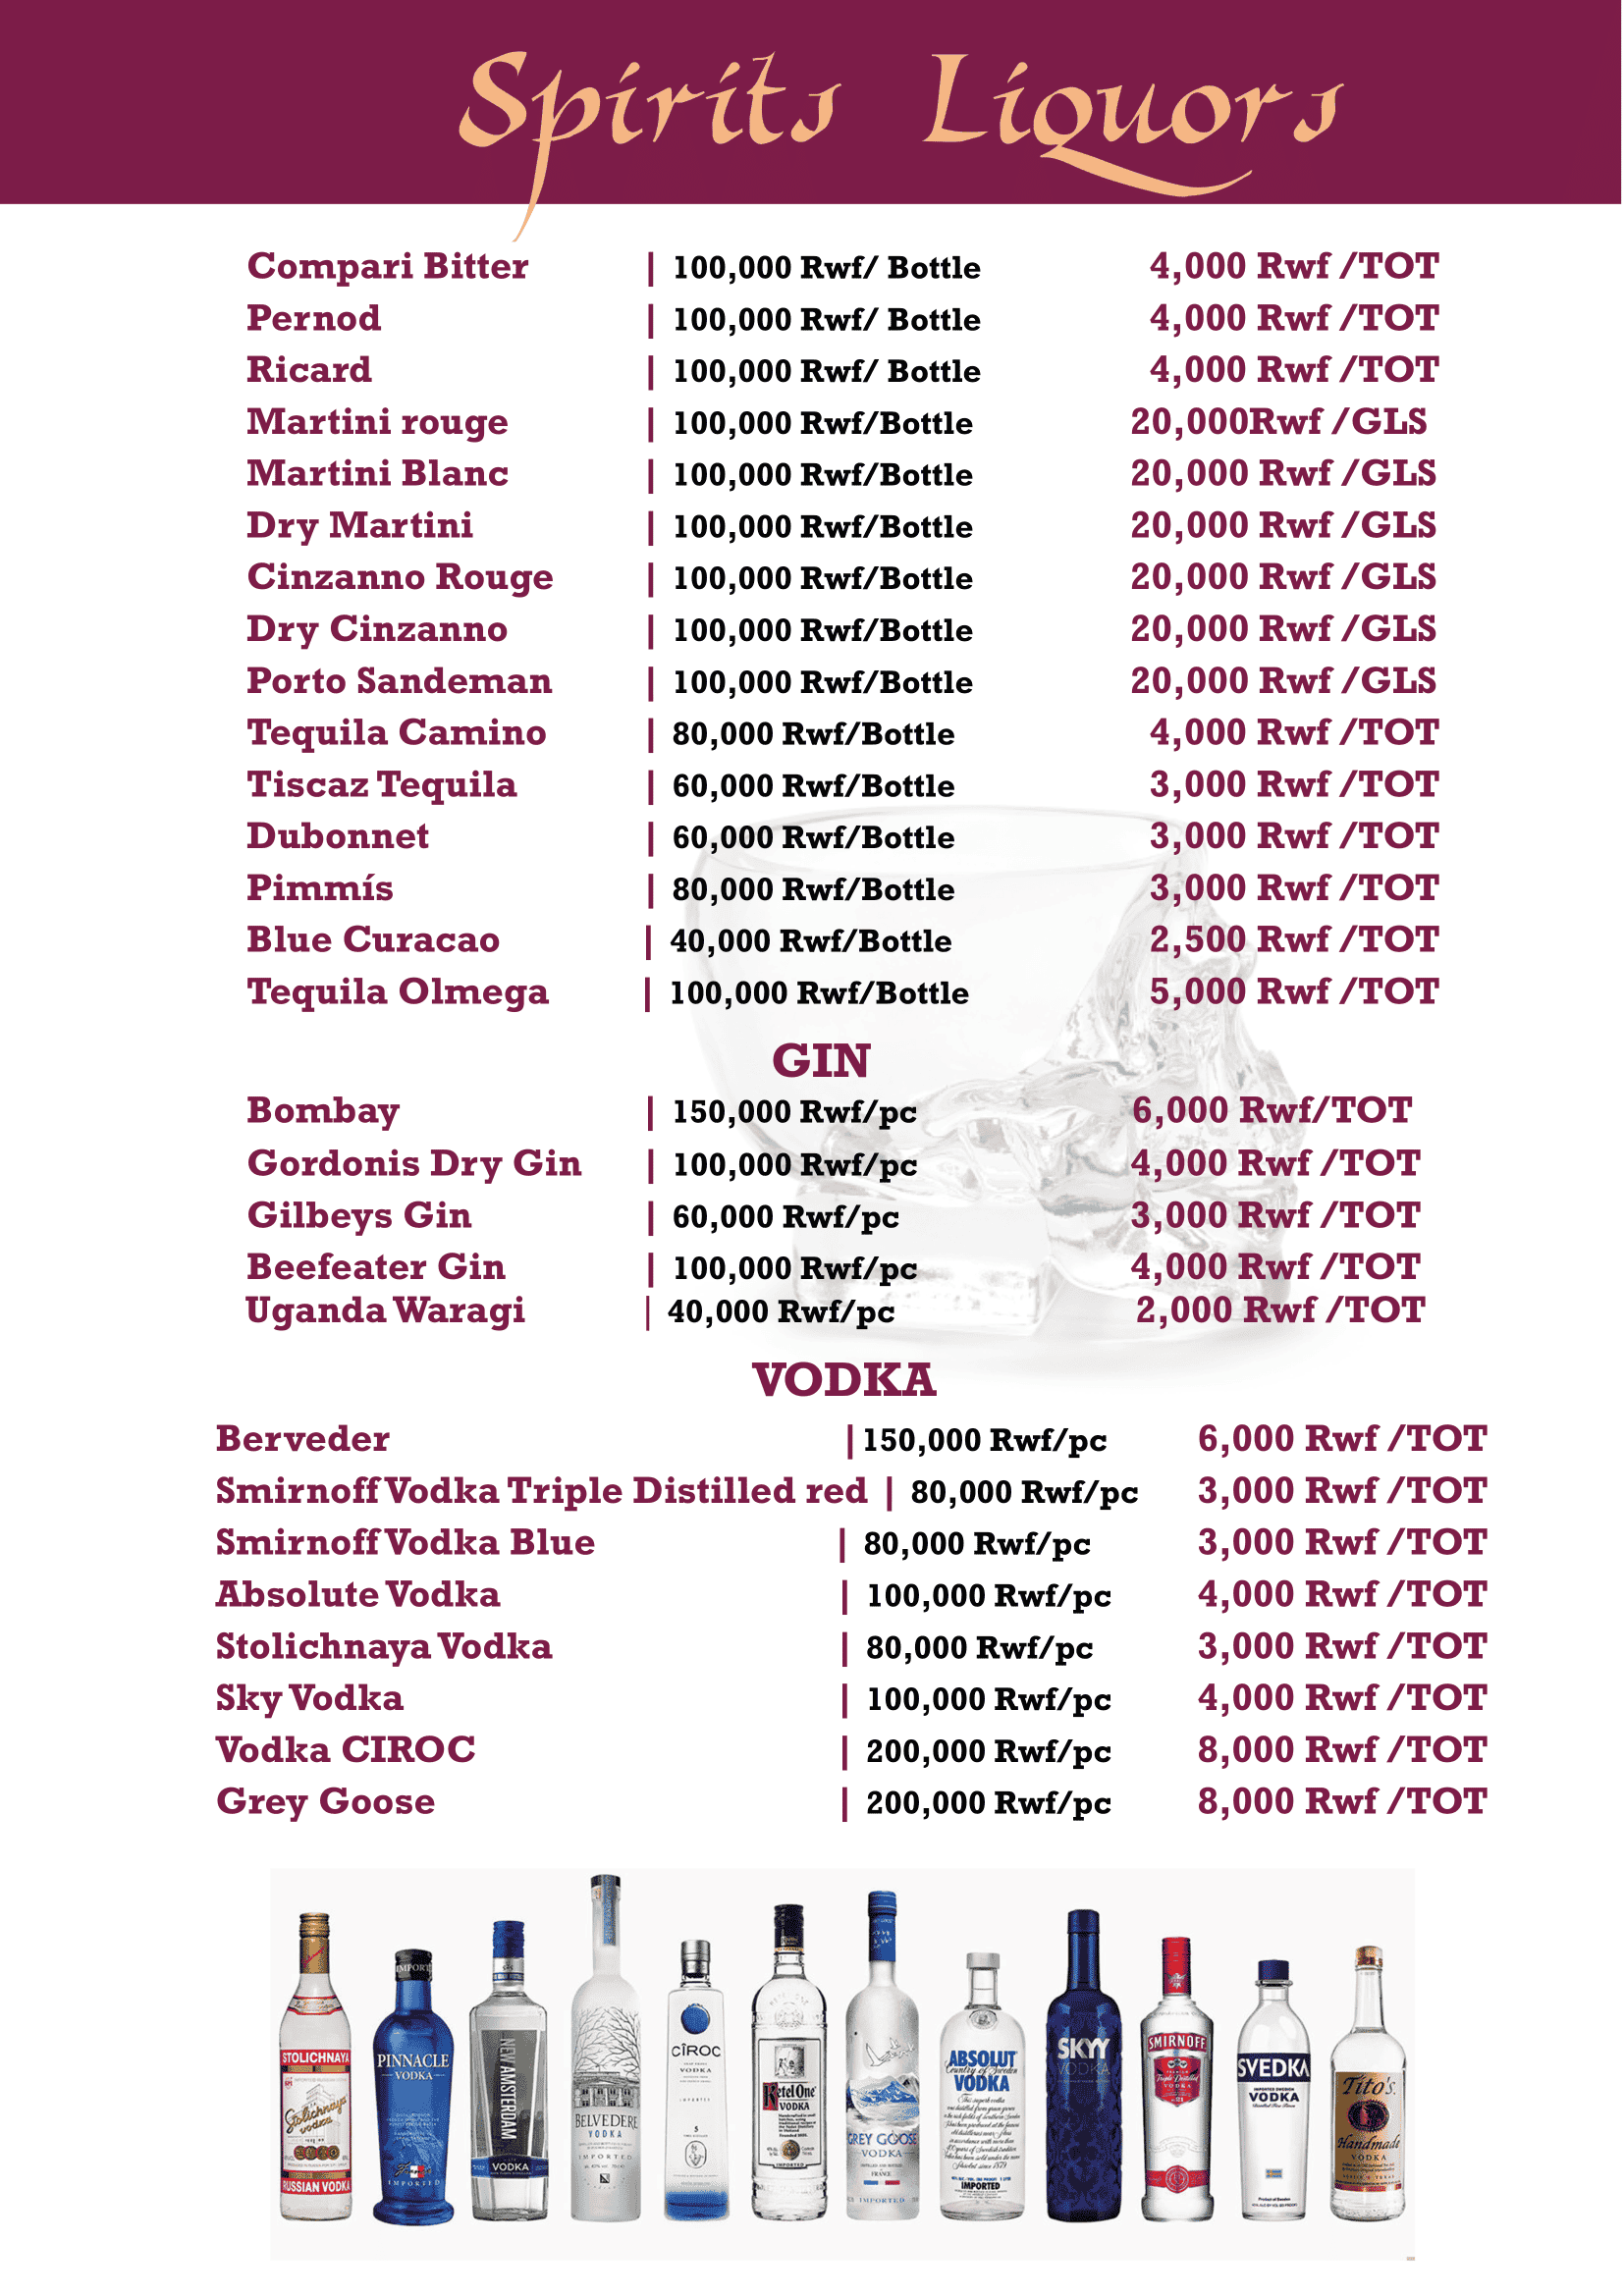 Spirits Liquors
Compari Bitter | 100,000 Rwf/ Bottle 4,000 Rwf /TOT
Pernod | 100,000 Rwf/ Bottle 4,000 Rwf /TOT
Ricard | 100,000 Rwf/ Bottle 4,000 Rwf /TOT
Martini rouge | 100,000 Rwf/Bottle 20,000Rwf /GLS
Martini Blanc | 100,000 Rwf/Bottle 20,000 Rwf /GLS
Dry Martini | 100,000 Rwf/Bottle 20,000 Rwf /GLS
Cinzanno Rouge | 100,000 Rwf/Bottle 20,000 Rwf /GLS
Dry Cinzanno | 100,000 Rwf/Bottle 20,000 Rwf /GLS
Porto Sandeman | 100,000 Rwf/Bottle 20,000 Rwf /GLS
Tequila Camino | 80,000 Rwf/Bottle 4,000 Rwf /TOT
Tiscaz Tequila | 60,000 Rwf/Bottle 3,000 Rwf /TOT
Dubonnet | 60,000 Rwf/Bottle 3,000 Rwf /TOT
Pimmís | 80,000 Rwf/Bottle 3,000 Rwf /TOT
Blue Curacao | 40,000 Rwf/Bottle 2,500 Rwf /TOT
Tequila Olmega | 100,000 Rwf/Bottle 5,000 Rwf /TOT
GIN
Bombay | 150,000 Rwf/pc 6,000 Rwf/TOT
Gordonis Dry Gin | 100,000 Rwf/pc 4,000 Rwf /TOT
Gilbeys Gin | 60,000 Rwf/pc 3,000 Rwf /TOT
Beefeater Gin | 100,000 Rwf/pc 4,000 Rwf /TOT
Uganda Waragi | 40,000 Rwf/pc 2,000 Rwf /TOT
VODKA
Berveder | 150,000 Rwf/pc 6,000 Rwf /TOT
Smirnoff Vodka Triple Distilled red | 80,000 Rwf/pc 3,000 Rwf /TOT
Smirnoff Vodka Blue | 80,000 Rwf/pc 3,000 Rwf /TOT
Absolute Vodka | 100,000 Rwf/pc 4,000 Rwf /TOT
Stolichnaya Vodka | 80,000 Rwf/pc 3,000 Rwf /TOT
Sky Vodka | 100,000 Rwf/pc 4,000 Rwf /TOT
Vodka CIROC | 200,000 Rwf/pc 8,000 Rwf /TOT
Grey Goose | 200,000 Rwf/pc 8,000 Rwf /TOT
STOLICHNAYA
Stolichnaya
vodka
RUSSIAN VODKA
PINNACLE
VODKA
IMPORTED
NEW AMSTERDAM
VODKA
BELVEDERE
VODKA
IMPORTED
CÎROC
VODKA
Ketel One
VODKA
IMPORTED
GREY GOOSE
VODKA
FRANCE
IMPORTED
ABSOLUT
Country of Sweden
VODKA
IMPORTED
SKYY
VODKA
SMIRNOFF
Triple Distilled
VODKA
SVEDKA
IMPORTED SWEDISH
VODKA
Tito's
Handmade
VODKA